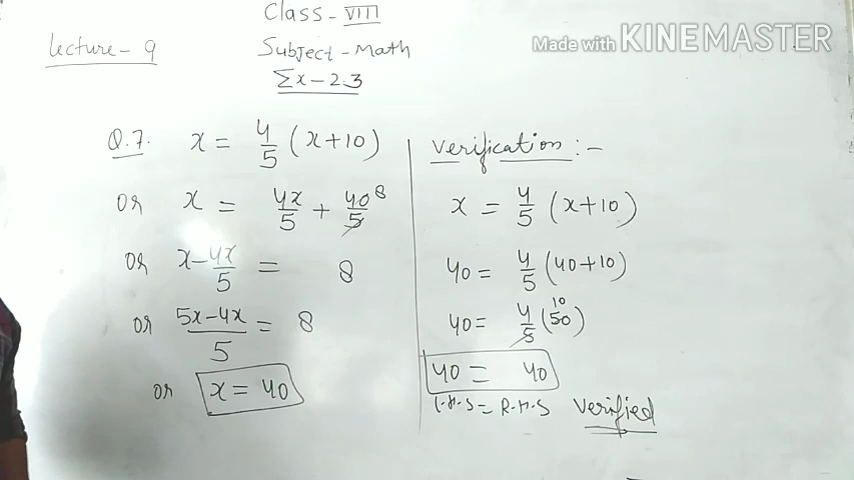 Class - VIII
Lecture - 9
Subject - Math
Σx - 2.3
Made with KINEMASTER
Q.7. x = 4/5 (x+10)
or x = 4x/5 + 40/5 8
or x - 4x/5 = 8
or 5x-4x/5 = 8
or x = 40
Verification :-
x = 4/5 (x+10)
40 = 4/5 (40+10)
40 = 4/5 (50) 10
40 = 40
L.H.S = R.H.S Verified